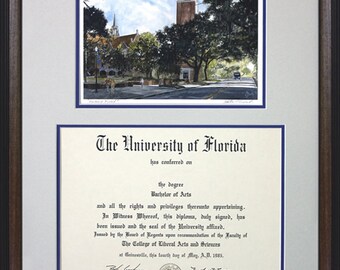 The University of Florida
has conferred on
the degree
Bachelor of Arts
and all the rights and privileges thereunto appertaining.
In Witness Whereof, this diploma, duly signed, has
been issued and the seal of the University affixed.
Issued by the Board of Regents upon recommendation of the Faculty of
The College of Liberal Arts and Sciences
at Gainesville, this fourth day of May, A.D. 1991.